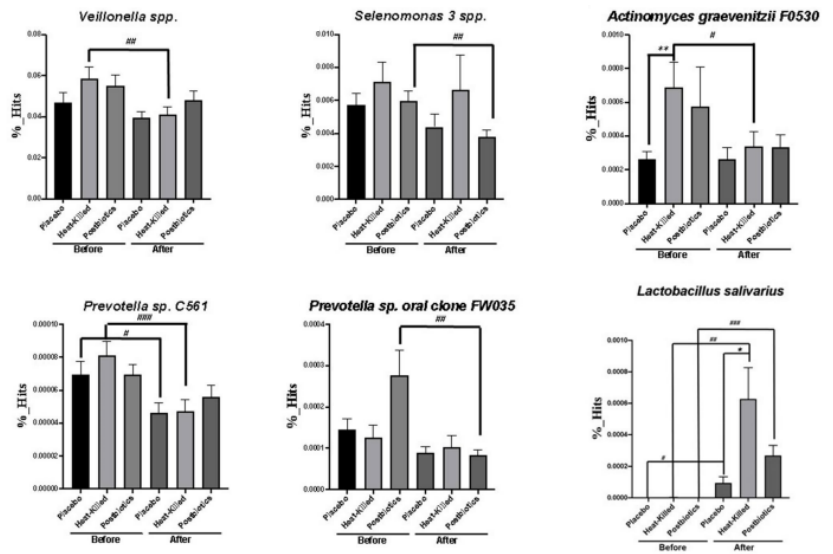 Veillonella spp.
##
0.08
0.06
0.04
0.02
0.00
%_Hits
Placebo
Heat-Killed
Postbiotics
Placebo
Heat-Killed
Postbiotics
Before
After
Selenomonas 3 spp.
##
0.010
0.008
0.006
0.004
0.002
0.000
%_Hits
Placebo
Heat-Killed
Postbiotics
Placebo
Heat-Killed
Postbiotics
Before
After
Actinomyces graevenitzii F0530
**
#
0.0010
0.0008
0.0006
0.0004
0.0002
0.0000
%_Hits
Placebo
Heat-Killed
Postbiotics
Placebo
Heat-Killed
Postbiotics
Before
After
Prevotella sp. C561
###
#
0.00010
0.00008
0.00006
0.00004
0.00002
0.00000
%_Hits
Placebo
Heat-Killed
Postbiotics
Placebo
Heat-Killed
Postbiotics
Before
After
Prevotella sp. oral clone FW035
##
0.0004
0.0003
0.0002
0.0001
0.0000
%_Hits
Placebo
Heat-Killed
Postbiotics
Placebo
Heat-Killed
Postbiotics
Before
After
Lactobacillus salivarius
###
##
*
#
0.0010
0.0008
0.0006
0.0004
0.0002
0.0000
%_Hits
Placebo
Heat-Killed
Postbiotics
Placebo
Heat-Killed
Postbiotics
Before
After